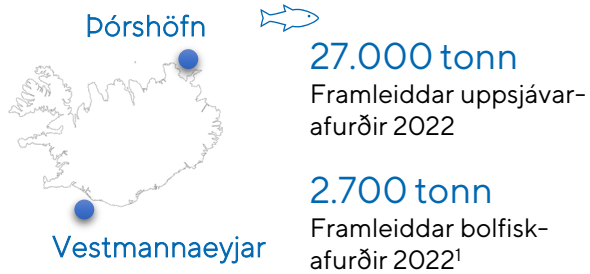 Þórshöfn
Vestmannaeyjar
27.000 tonn
Framleiddar uppsjávar-
afurðir 2022
2.700 tonn
Framleiddar bolfisk-
afurðir 2022¹